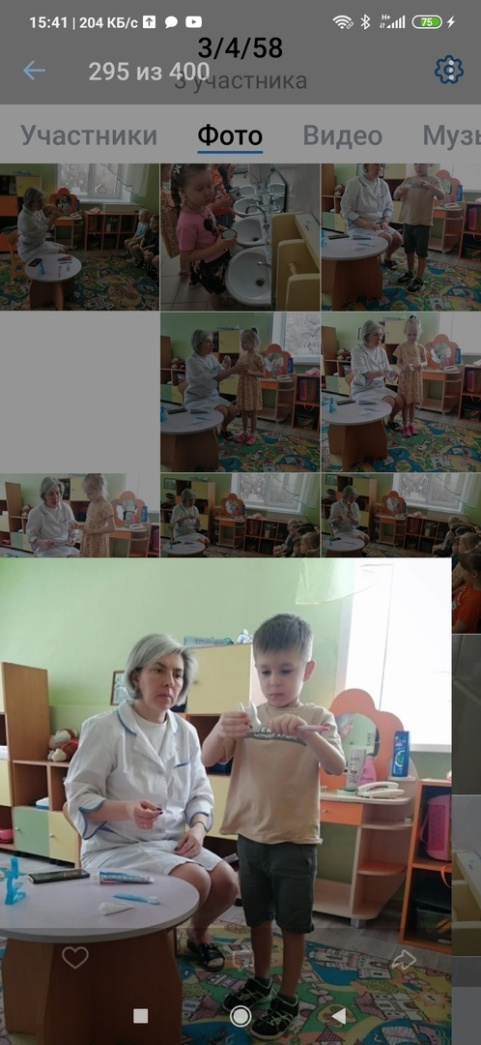 15:41 | 204 КБ/с
75
3/4/58
295 из 400
3 участника
Участники Фото Видео Музы